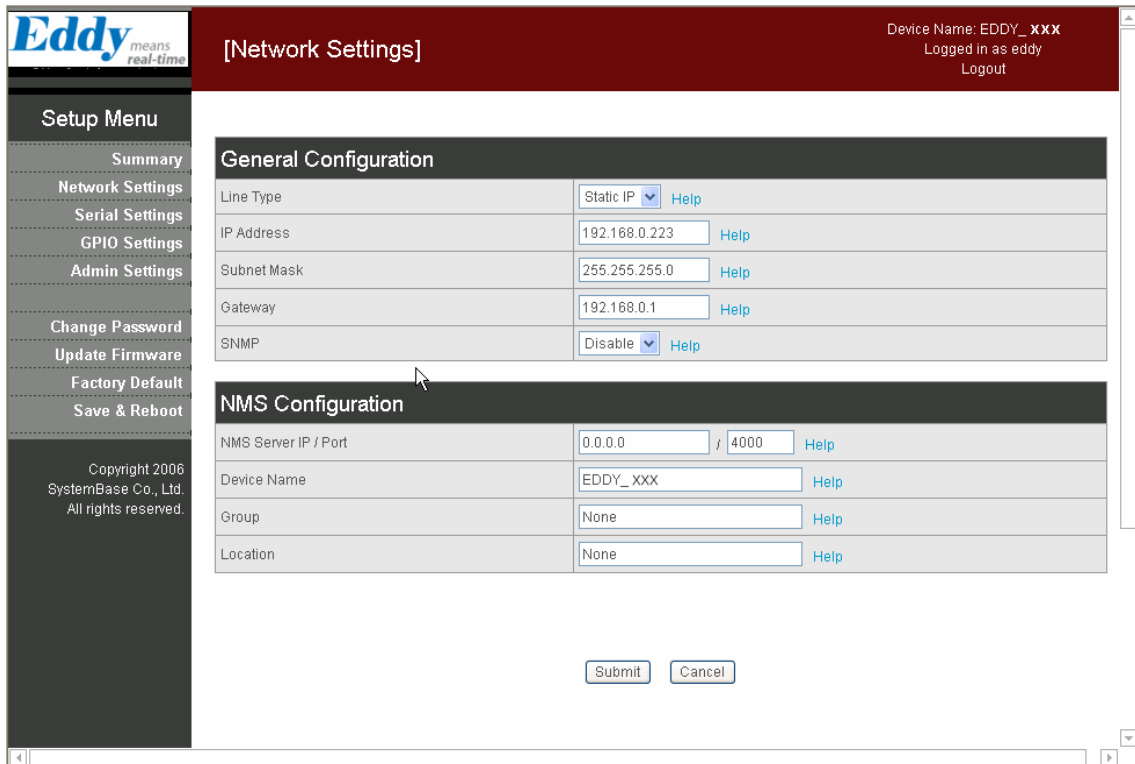 Eddy means
real-time
[Network Settings]
Device Name: EDDY_ XXX
Logged in as eddy
Logout
Setup Menu
Summary
Network Settings
Serial Settings
GPIO Settings
Admin Settings
Change Password
Update Firmware
Factory Default
Save & Reboot
Copyright 2006
SystemBase Co., Ltd.
All rights reserved.
General Configuration
Line Type Static IP Help
IP Address 192.168.0.223 Help
Subnet Mask 255.255.255.0 Help
Gateway 192.168.0.1 Help
SNMP Disable Help
NMS Configuration
NMS Server IP / Port 0.0.0.0 / 4000 Help
Device Name EDDY_ XXX Help
Group None Help
Location None Help
Submit Cancel